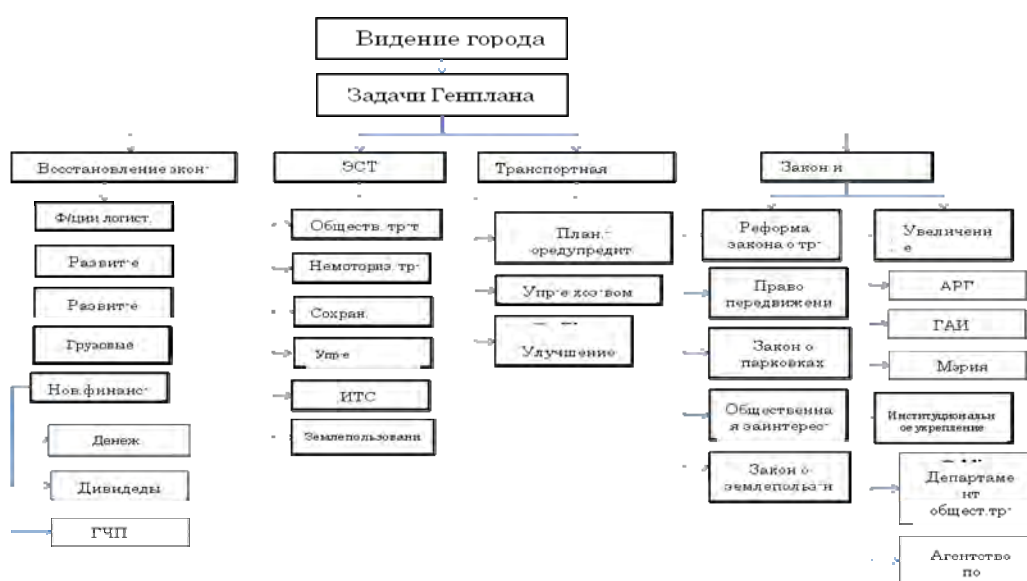 Видение города
Задачи Генплана
Восстановление экон-
ЭСТ
Транспортная
Закон и
Ф/ции логист.
Развит-е
Развит-е
Грузовые
Нов.финанс-
Денеж
Дивиденды
ГЧП
Обществ. тр-т
Немоториз. тр-
Сохран.
Упр-е
ИТС
Землепользовани
План.-
предупредит
Упр-е хоз-вом
Улучшение
Реформа
закона о тр-
Право
передвижени
Закон о
парковках
Общественна
я заинтерес-
Закон о
землепольз-и
Увеличени
е
АРГ
ГАИ
Мэрия
Институциональн
ое укрепление
Департаме
нт
общест.тр-
Агентство
по